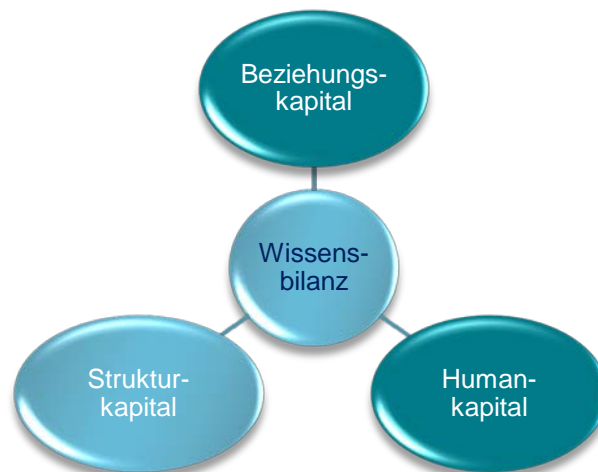 Beziehungs-
kapital
Wissens-
bilanz
Struktur-
kapital
Human-
kapital